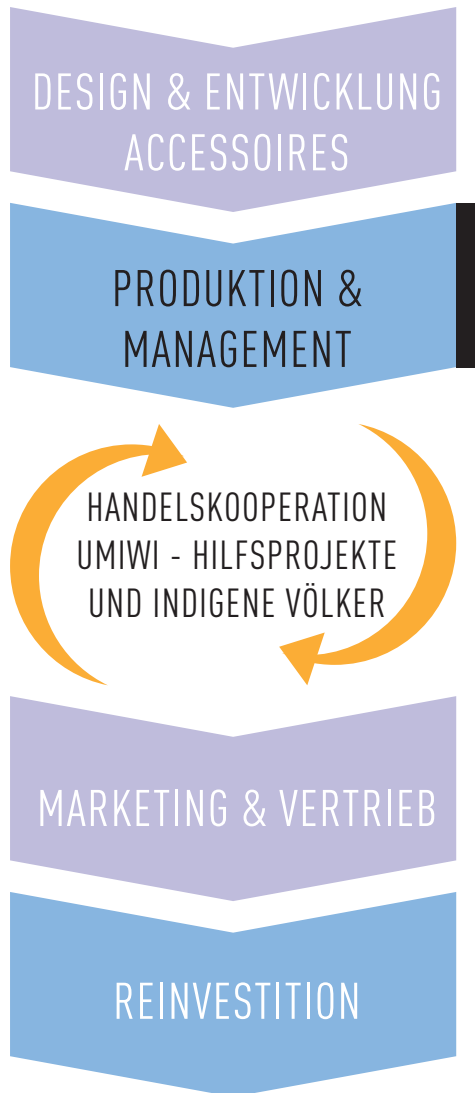 DESIGN & ENTWICKLUNG
ACCESSOIRES
PRODUKTION &
MANAGEMENT
HANDELSKOOPERATION
UMIWI - HILFSPROJEKTE
UND INDIGENE VÖLKER
MARKETING & VERTRIEB
REINVESTITION